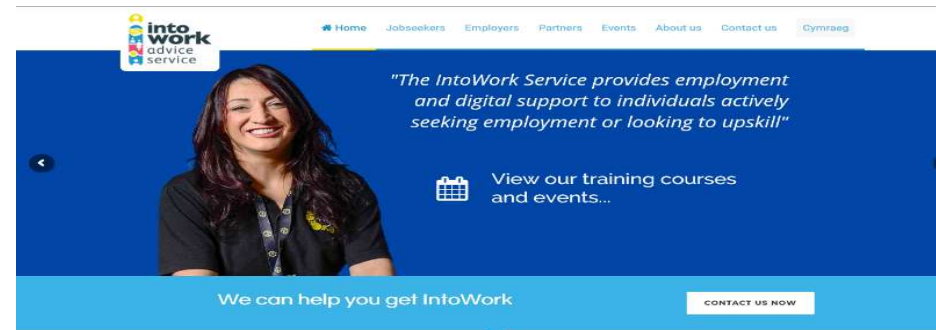 into
work
advice
service
Home Jobseekers Employers Partners Events About us Contact us Cymraeg
"The IntoWork Service provides employment
and digital support to individuals actively
seeking employment or looking to upskill"
View our training courses
and events...
We can help you get IntoWork
CONTACT US NOW